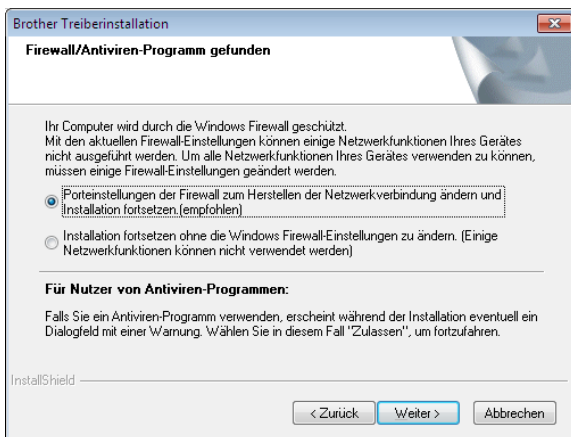 Brother Treiberinstallation
Firewall/Antiviren-Programm gefunden
Ihr Computer wird durch die Windows Firewall geschützt.
Mit den aktuellen Firewall-Einstellungen können einige Netzwerkfunktionen Ihres Gerätes
nicht ausgeführt werden. Um alle Netzwerkfunktionen Ihres Gerätes verwenden zu können,
müssen einige Firewall-Einstellungen geändert werden.
Porteinstellungen der Firewall zum Herstellen der Netzwerkverbindung ändern und
Installation fortsetzen.(empfohlen)
Installation fortsetzen ohne die Windows Firewall-Einstellungen zu ändern. (Einige
Netzwerkfunktionen können nicht verwendet werden)
Für Nutzer von Antiviren-Programmen:
Falls Sie ein Antiviren-Programm verwenden, erscheint während der Installation eventuell ein
Dialogfeld mit einer Warnung. Wählen Sie in diesem Fall "Zulassen", um fortzufahren.
InstallShield
< Zurück Weiter > Abbrechen